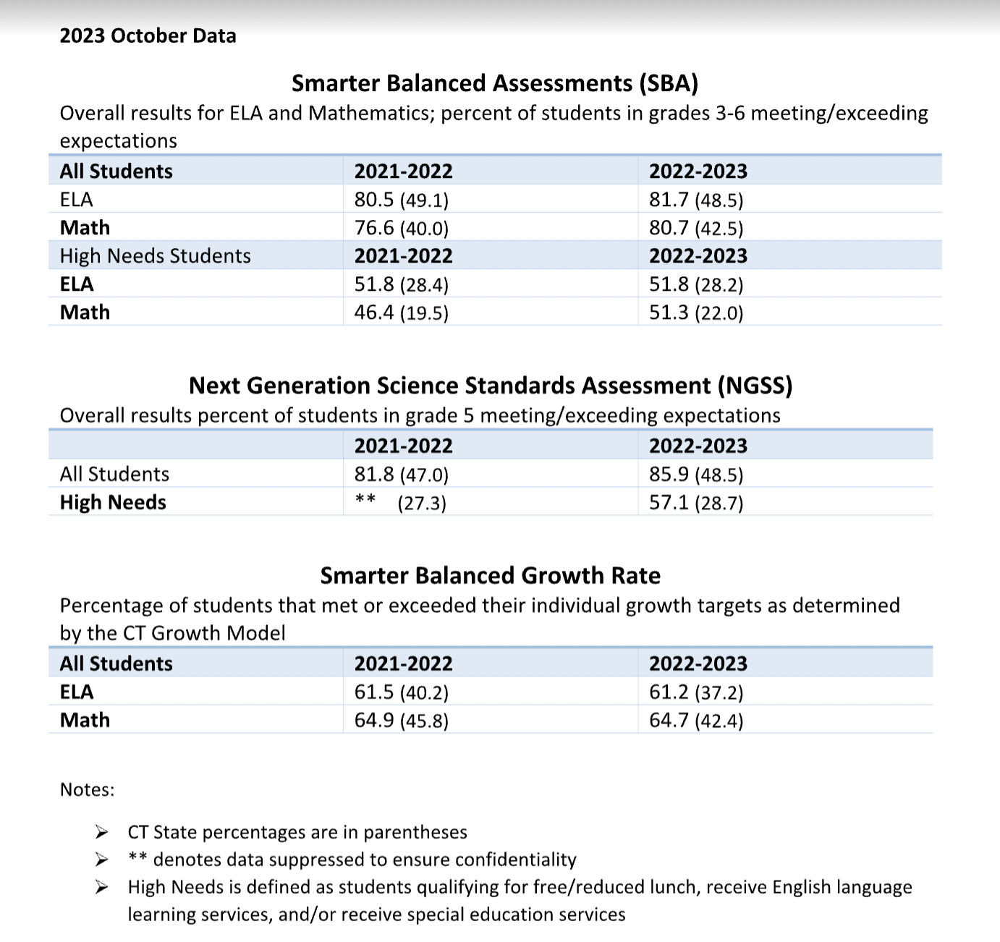 2023 October Data
Smarter Balanced Assessments (SBA)
Overall results for ELA and Mathematics; percent of students in grades 3-6 meeting/exceeding
expectations
All Students 2021-2022 2022-2023
ELA 80.5 (49.1) 81.7 (48.5)
Math 76.6 (40.0) 80.7 (42.5)
High Needs Students 2021-2022 2022-2023
ELA 51.8 (28.4) 51.8 (28.2)
Math 46.4 (19.5) 51.3 (22.0)
Next Generation Science Standards Assessment (NGSS)
Overall results percent of students in grade 5 meeting/exceeding expectations
2021-2022 2022-2023
All Students 81.8 (47.0) 85.9 (48.5)
High Needs ** (27.3) 57.1 (28.7)
Smarter Balanced Growth Rate
Percentage of students that met or exceeded their individual growth targets as determined
by the CT Growth Model
All Students 2021-2022 2022-2023
ELA 61.5 (40.2) 61.2 (37.2)
Math 64.9 (45.8) 64.7 (42.4)
Notes:
➢ CT State percentages are in parentheses
➢ ** denotes data suppressed to ensure confidentiality
➢ High Needs is defined as students qualifying for free/reduced lunch, receive English language
learning services, and/or receive special education services